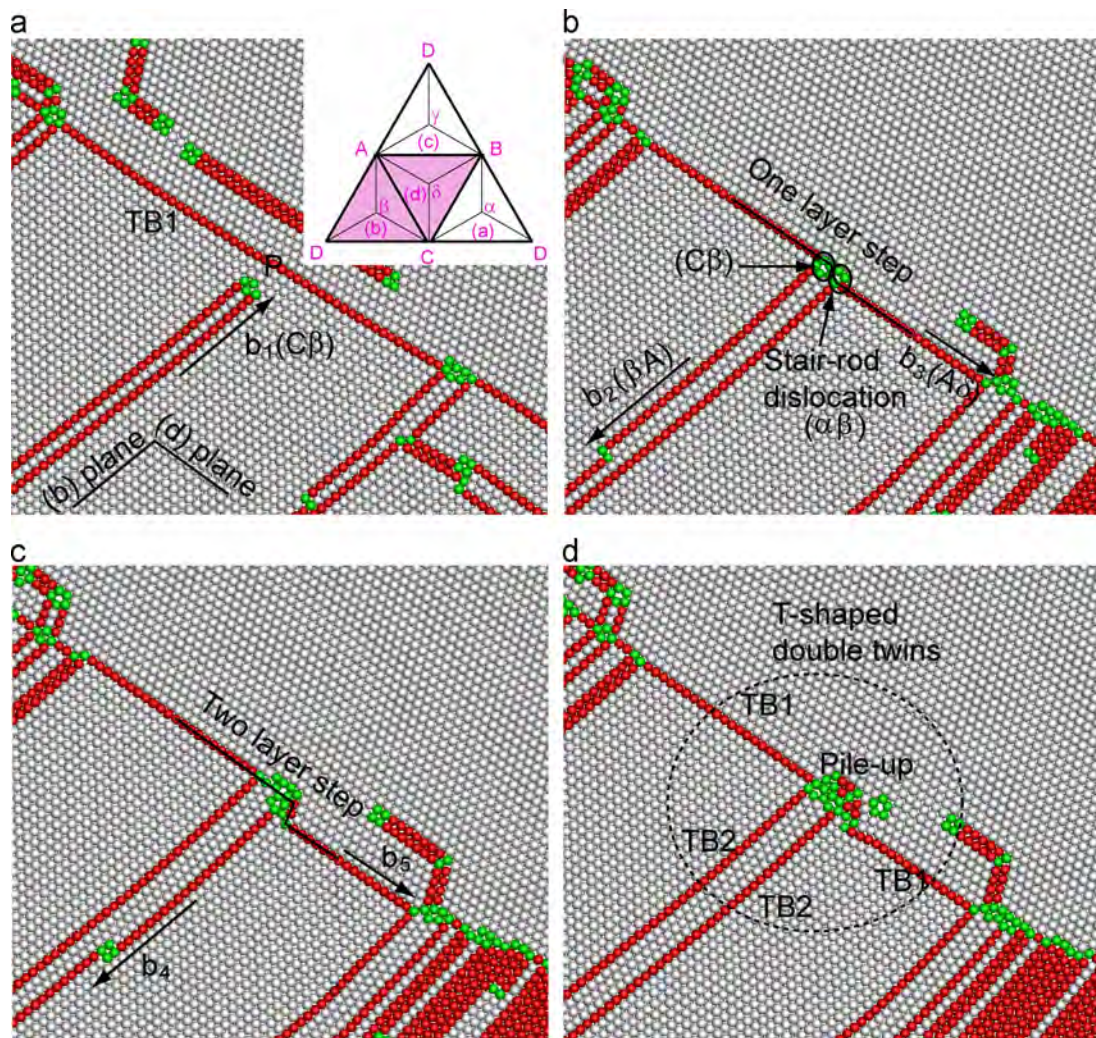 a
D
γ
(c)
A
B
(d)
δ
β
α
(b)
(a)
D
C
D
TB1
P
b₁(Cβ)
(b) plane
(d) plane
b
One layer step
(Cβ)
b₂(βA)
Stair-rod
dislocation
(αβ)
b₃(Aδ)
c
Two layer step
b₅
b₄
d
T-shaped
double twins
TB1
Pile-up
TB2
TB1
TB2